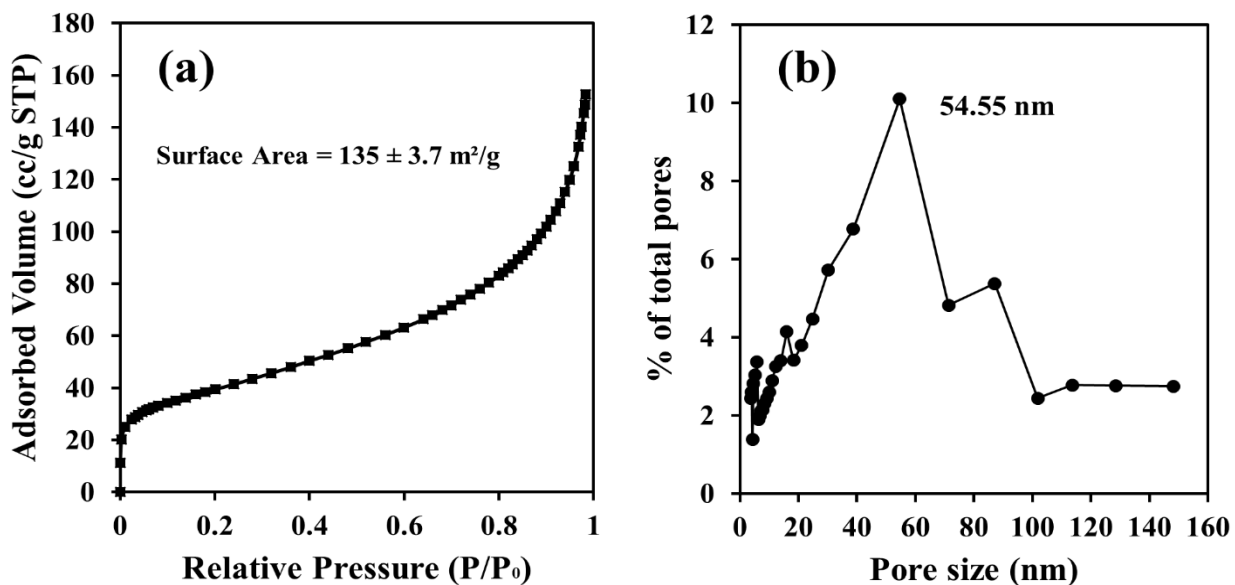 (a)
Surface Area = 135 ± 3.7 m²/g
Adsorbed Volume (cc/g STP)
180
160
140
120
100
80
60
40
20
0
0 0.2 0.4 0.6 0.8 1
Relative Pressure (P/P₀)
(b)
54.55 nm
% of total pores
12
10
8
6
4
2
0
0 20 40 60 80 100 120 140 160
Pore size (nm)